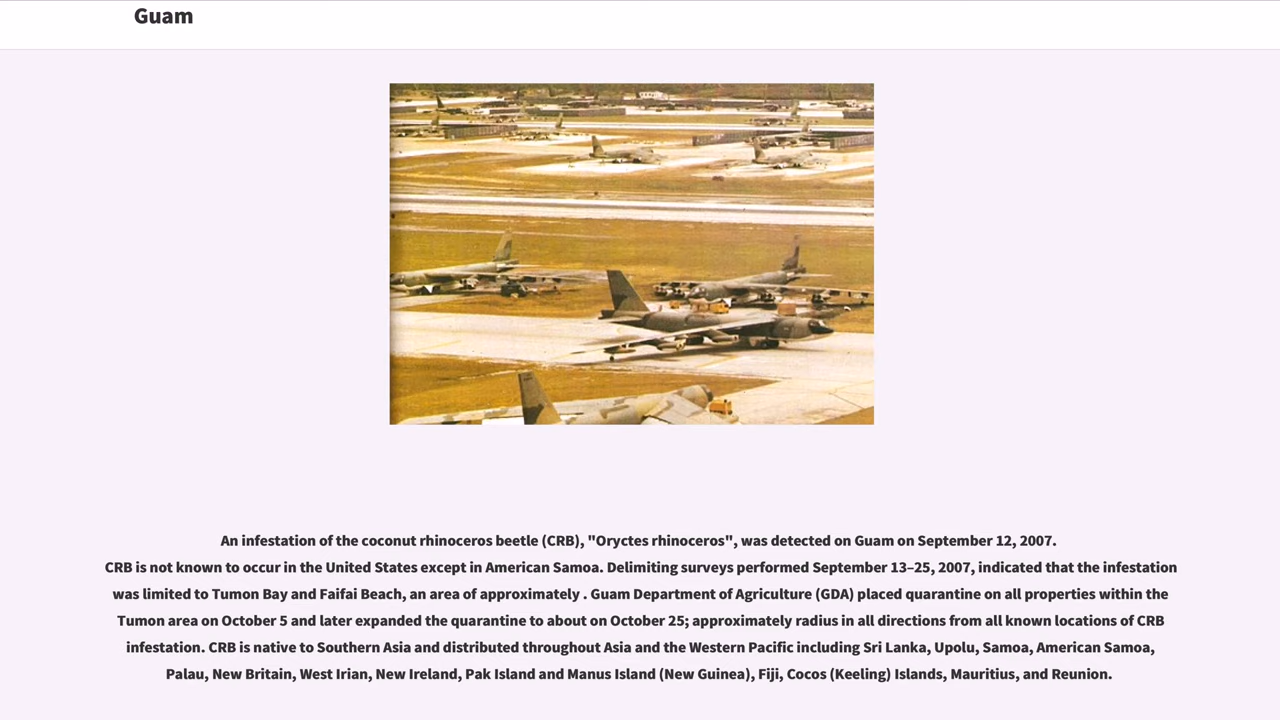 Guam
An infestation of the coconut rhinoceros beetle (CRB), "Oryctes rhinoceros", was detected on Guam on September 12, 2007.
CRB is not known to occur in the United States except in American Samoa. Delimiting surveys performed September 13–25, 2007, indicated that the infestation
was limited to Tumon Bay and Faifai Beach, an area of approximately . Guam Department of Agriculture (GDA) placed quarantine on all properties within the
Tumon area on October 5 and later expanded the quarantine to about on October 25; approximately radius in all directions from all known locations of CRB
infestation. CRB is native to Southern Asia and distributed throughout Asia and the Western Pacific including Sri Lanka, Upolu, Samoa, American Samoa,
Palau, New Britain, West Irian, New Ireland, Pak Island and Manus Island (New Guinea), Fiji, Cocos (Keeling) Islands, Mauritius, and Reunion.